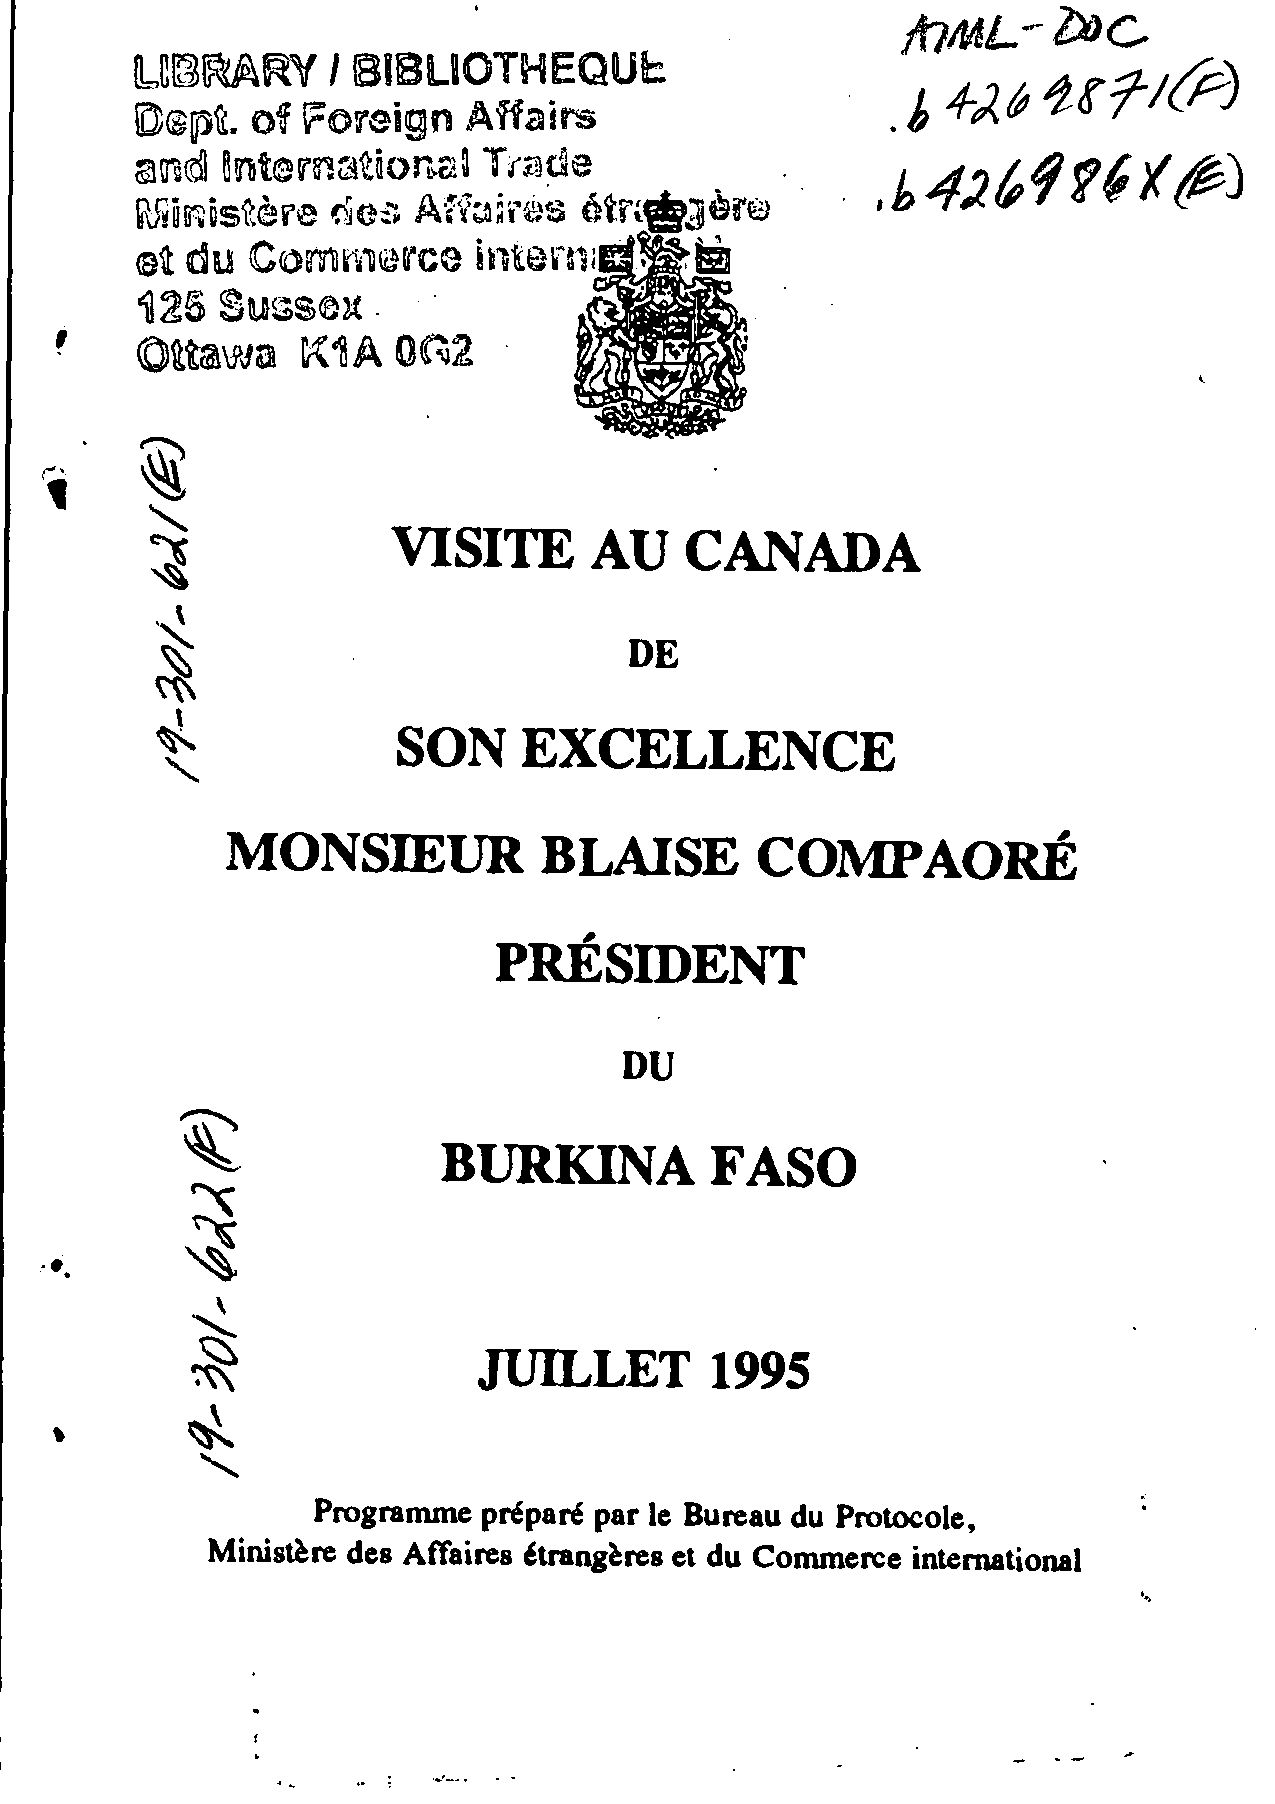 LIBRARY / BIBLIOTHEQUE
Dept. of Foreign Affairs
and International Trade
Ministère des Affaires étrangère
et du Commerce intern
125 Sussex
Ottawa K1A 0G2
.b4269871(F)
.b426986X(E)
19-301-621(E)
VISITE AU CANADA
DE
SON EXCELLENCE
MONSIEUR BLAISE COMPAORÉ
PRÉSIDENT
DU
BURKINA FASO
19-301-622(F)
JUILLET 1995
Programme préparé par le Bureau du Protocole,
Ministère des Affaires étrangères et du Commerce international